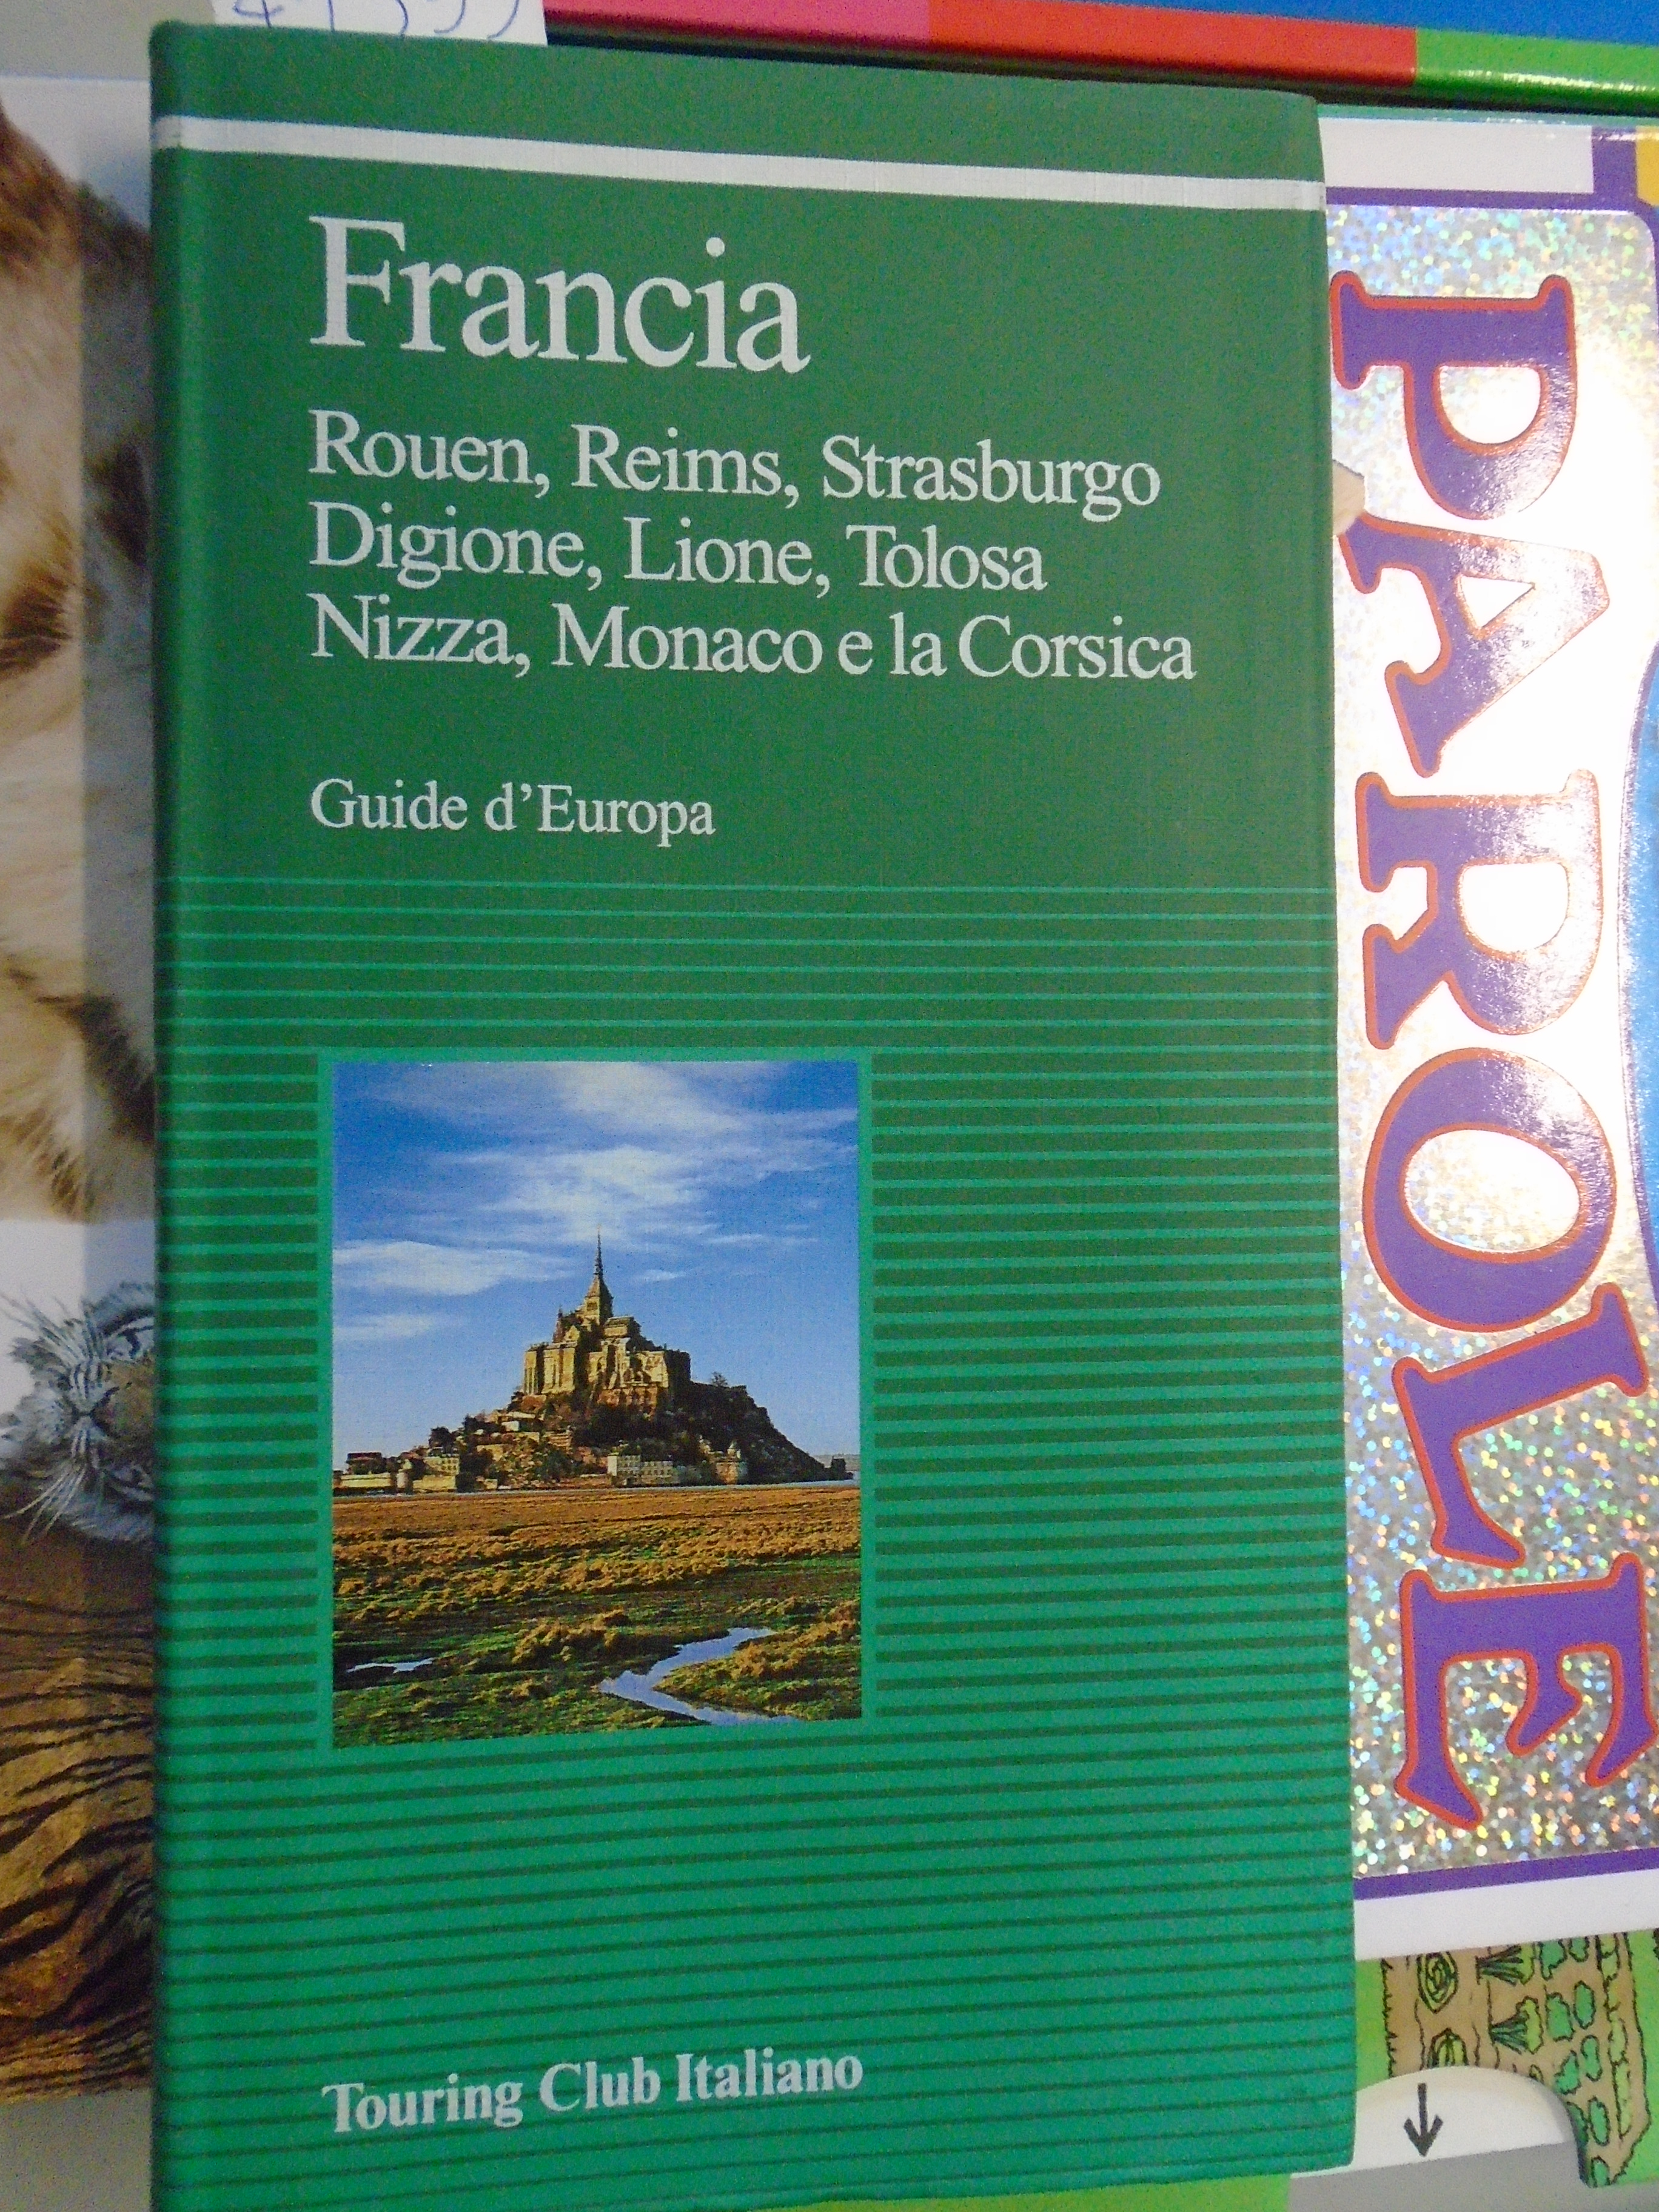 Francia
Rouen, Reims, Strasburgo
Digione, Lione, Tolosa
Nizza, Monaco e la Corsica
Guide d'Europa
Touring Club Italiano
PAROLE